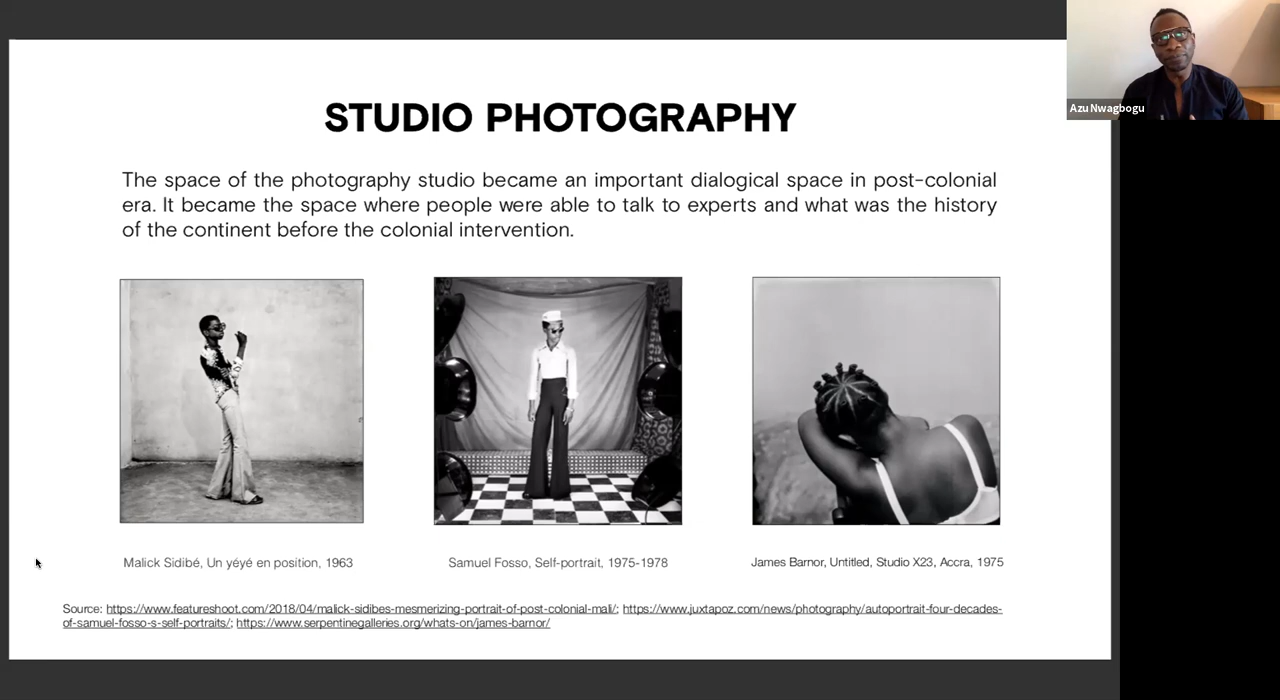 Azu Nwagbogu
STUDIO PHOTOGRAPHY
The space of the photography studio became an important dialogical space in post-colonial
era. It became the space where people were able to talk to experts and what was the history
of the continent before the colonial intervention.
Malick Sidibé, Un yéyé en position, 1963
Samuel Fosso, Self-portrait, 1975-1978
James Barnor, Untitled, Studio X23, Accra, 1975
Source: https://www.featureshoot.com/2018/04/malick-sidibes-mesmerizing-portrait-of-post-colonial-mali/; https://www.juxtapoz.com/news/photography/autoportrait-four-decades-
of-samuel-fosso-s-self-portraits/; https://www.serpentinegalleries.org/whats-on/james-barnor/